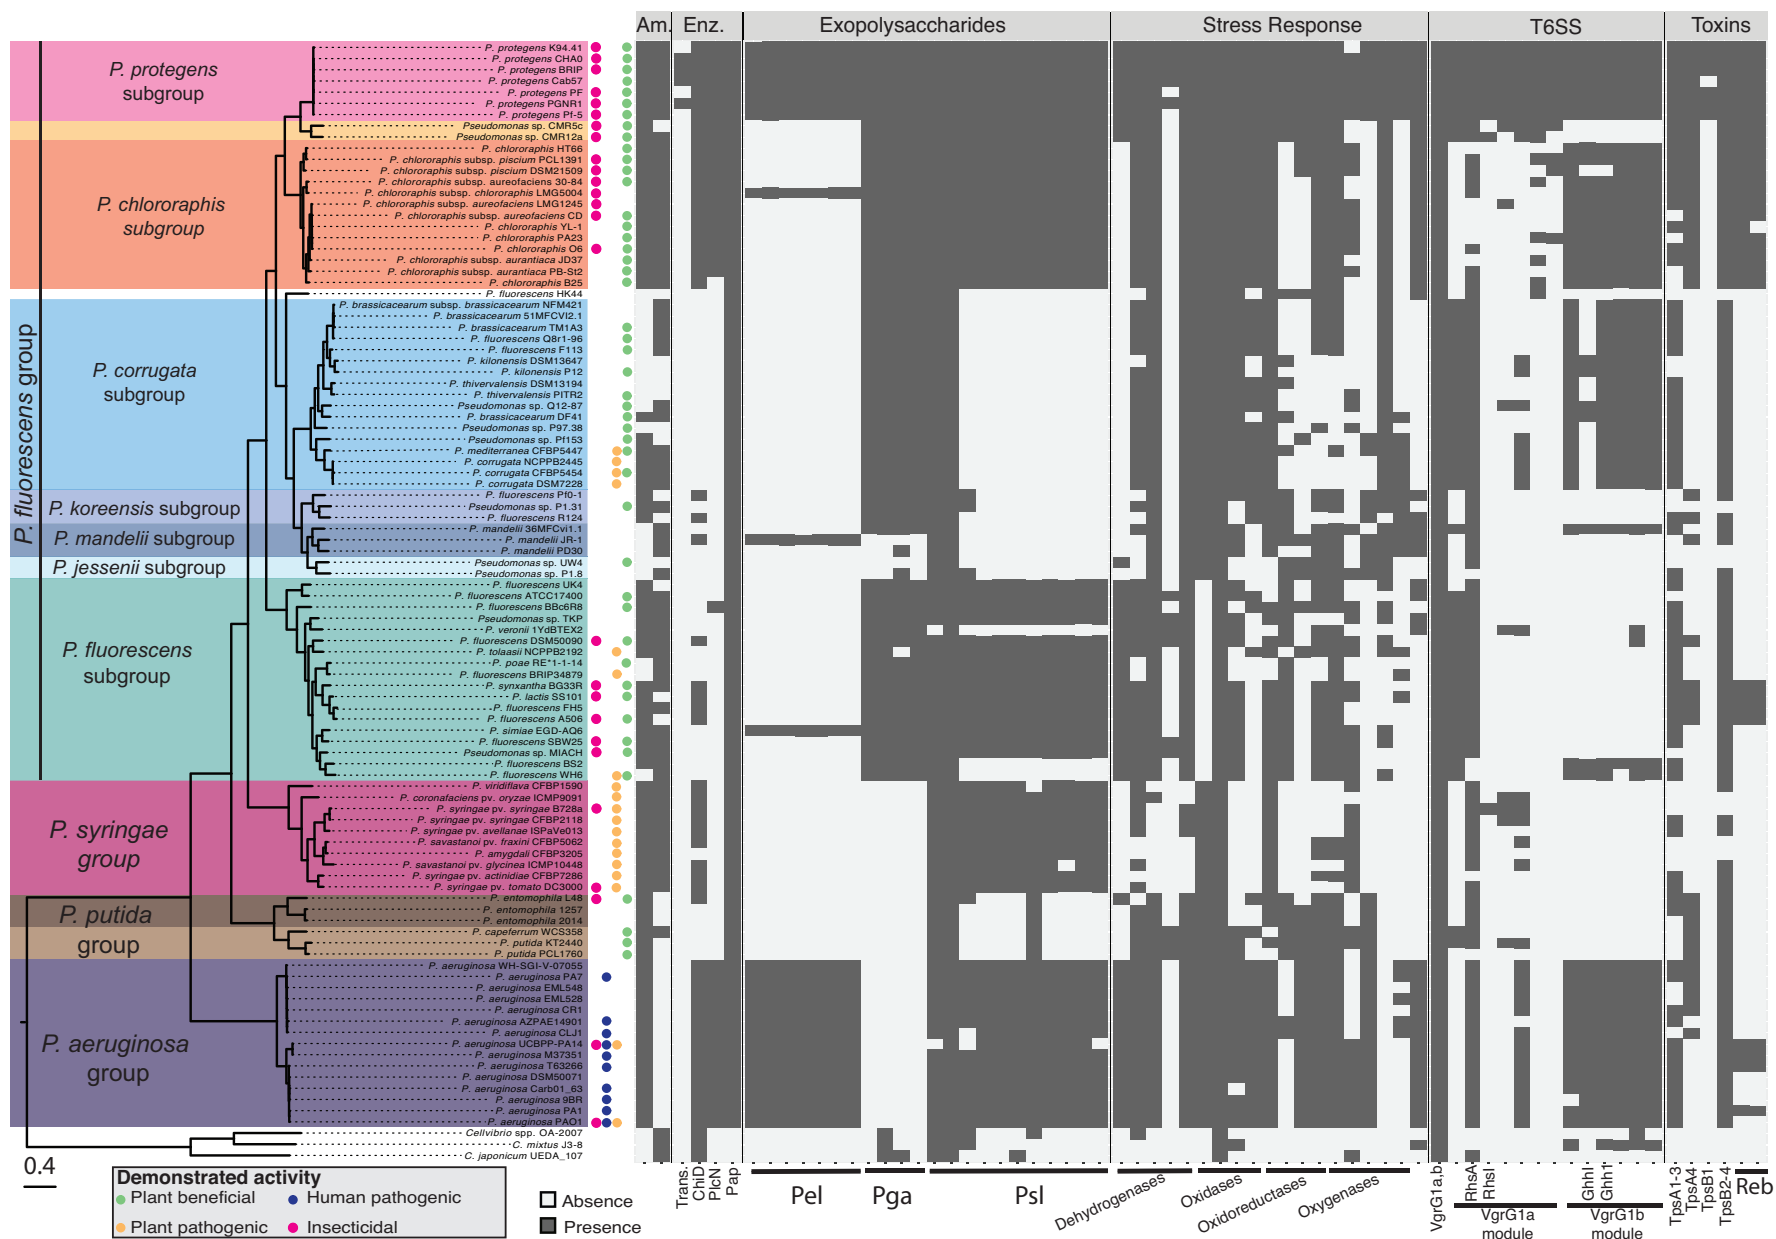 Am.
Enz.
Exopolysaccharides
Stress Response
T6SS
Toxins
P. fluorescens group
P. protegens
subgroup
P. chlororaphis
subgroup
P. corrugata
subgroup
P. koreensis subgroup
P. mandelii subgroup
P. jessenii subgroup
P. fluorescens
subgroup
P. syringae
group
P. putida
group
P. aeruginosa
group
P. protegens K94.41
P. protegens CHA0
P. protegens BRIP
P. protegens Cab57
P. protegens PF
P. protegens PGNR1
P. protegens Pf-5
Pseudomonas sp. CMR5c
Pseudomonas sp. CMR12a
P. chlororaphis HT66
P. chlororaphis subsp. piscium PCL1391
P. chlororaphis subsp. piscium DSM21509
P. chlororaphis subsp. aureofaciens 30-84
P. chlororaphis subsp. chlororaphis LMG5004
P. chlororaphis subsp. aureofaciens LMG1245
P. chlororaphis subsp. aureofaciens CD
P. chlororaphis YL-1
P. chlororaphis PA23
P. chlororaphis O6
P. chlororaphis subsp. aurantiaca JD37
P. chlororaphis subsp. aurantiaca PB-St2
P. chlororaphis B25
P. fluorescens HK44
P. brassicacearum subsp. brassicacearum NFM421
P. brassicacearum 51MFCVI2.1
P. brassicacearum TM1A3
P. fluorescens Q8r1-96
P. fluorescens F113
P. kilonensis DSM13647
P. kilonensis P12
P. thivervalensis DSM13194
P. thivervalensis PITR2
Pseudomonas sp. Q12-87
P. brassicacearum DF41
Pseudomonas sp. P97.38
Pseudomonas sp. Pf153
P. mediterranea CFBP5447
P. corrugata NCPPB2445
P. corrugata CFBP5454
P. corrugata DSM7228
P. fluorescens Pf0-1
Pseudomonas sp. P1.31
P. fluorescens R124
P. mandelii 36MFCvi1.1
P. mandelii JR-1
P. mandelii PD30
Pseudomonas sp. UW4
Pseudomonas sp. P1.8
P. fluorescens UK4
P. fluorescens ATCC17400
P. fluorescens BBc6R8
Pseudomonas sp. TKP
P. veronii 1YdBTEX2
P. fluorescens DSM50090
P. tolaasii NCPPB2192
P. poae RE*1-1-14
P. fluorescens BRIP34879
P. synxantha BG33R
P. lactis SS101
P. fluorescens FH5
P. fluorescens A506
P. simiae EGD-AQ6
P. fluorescens SBW25
Pseudomonas sp. MIACH
P. fluorescens BS2
P. fluorescens WH6
P. viridiflava CFBP1590
P. coronafaciens pv. oryzae ICMP9091
P. syringae pv. syringae B728a
P. syringae pv. syringae CFBP2118
P. syringae pv. avellanae ISPaVe013
P. savastanoi pv. fraxini CFBP5062
P. amygdali CFBP3205
P. savastanoi pv. glycinea ICMP10448
P. syringae pv. actinidiae CFBP7286
P. syringae pv. tomato DC3000
P. entomophila L48
P. entomophila 1257
P. entomophila 2014
P. capeferrum WCS358
P. putida KT2440
P. putida PCL1760
P. aeruginosa WH-SGI-V-07055
P. aeruginosa PA7
P. aeruginosa EML548
P. aeruginosa EML528
P. aeruginosa CR1
P. aeruginosa AZPAE14901
P. aeruginosa CLJ1
P. aeruginosa UCBPP-PA14
P. aeruginosa M37351
P. aeruginosa T63266
P. aeruginosa DSM50071
P. aeruginosa Carb01_63
P. aeruginosa 9BR
P. aeruginosa PA1
P. aeruginosa PAO1
Cellvibrio spp. OA-2007
C. mixtus J3-8
C. japonicum UEDA_107
0.4
Demonstrated activity
Plant beneficial
Human pathogenic
Plant pathogenic
Insecticidal
Absence
Presence
Trans.
ChiD
PlcN
Pap
Pel
Pga
Psl
Dehydrogenases
Oxidases
Oxidoreductases
Oxygenases
VgrG1a,b
RhsA
RhsI
VgrG1a
module
GhhI
Ghh1
VgrG1b
module
TpsA1-3
TpsA4
TpsB1
TpsB2-4
Reb